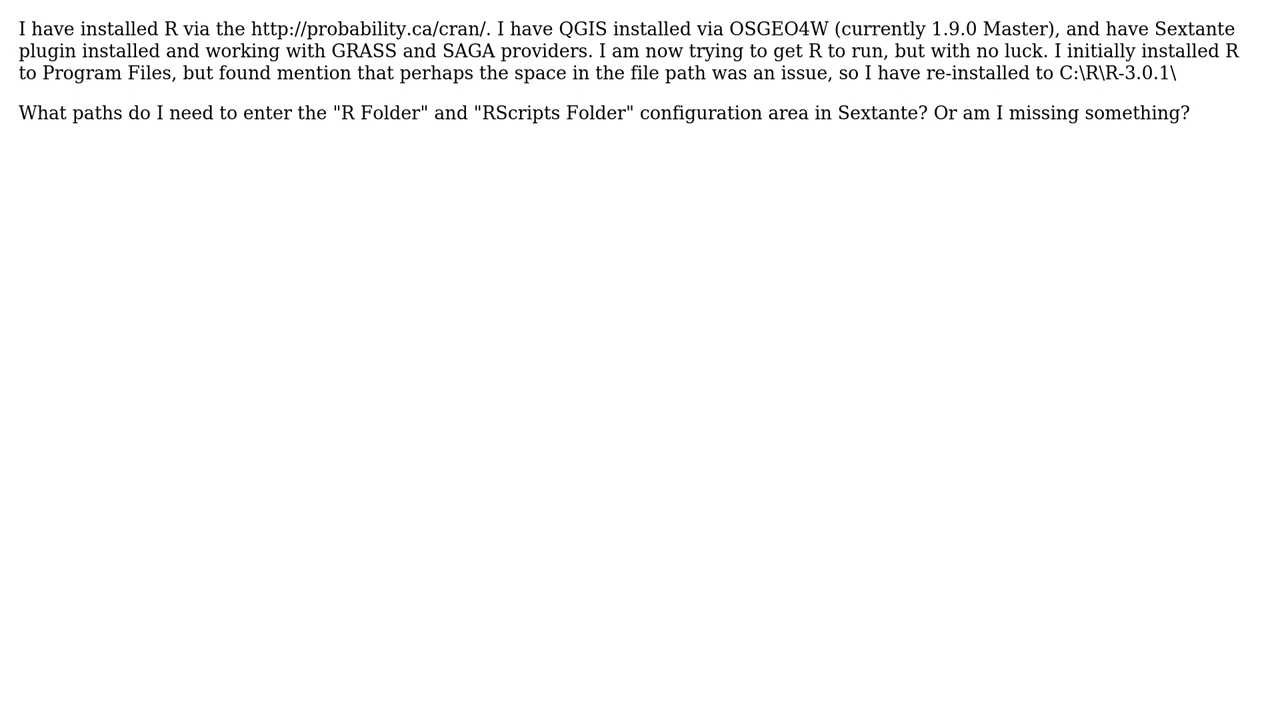 I have installed R via the http://probability.ca/cran/. I have QGIS installed via OSGEO4W (currently 1.9.0 Master), and have Sextante
plugin installed and working with GRASS and SAGA providers. I am now trying to get R to run, but with no luck. I initially installed R
to Program Files, but found mention that perhaps the space in the file path was an issue, so I have re-installed to C:\R\R-3.0.1\
What paths do I need to enter the "R Folder" and "RScripts Folder" configuration area in Sextante? Or am I missing something?